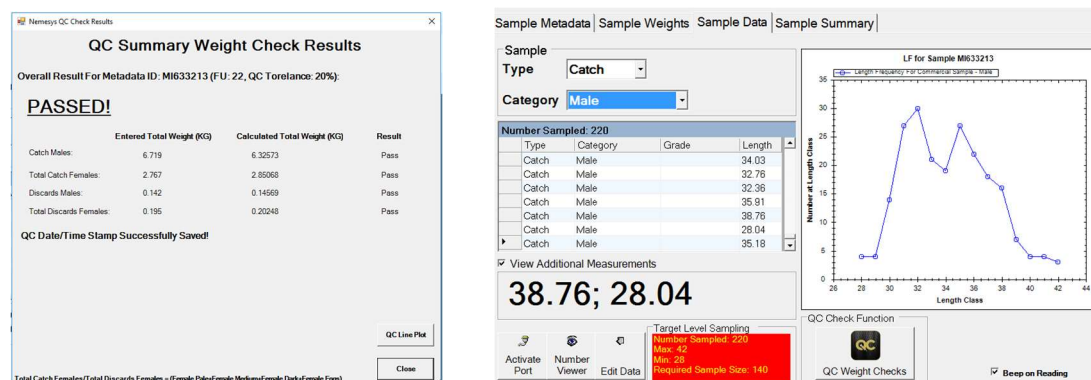 Nemesys QC Check Results
QC Summary Weight Check Results
Overall Result For Metadata ID: MI633213 (FU: 22, QC Torelance: 20%):
PASSED!
Entered Total Weight (KG) Calculated Total Weight (KG) Result
Catch Males: 6.719 6.32573 Pass
Total Catch Females: 2.767 2.85068 Pass
Discards Males: 0.142 0.14569 Pass
Total Discards Females: 0.195 0.20248 Pass
QC Date/Time Stamp Successfully Saved!
QC Line Plot
Close
Total Catch Females/Total Discards Females = (Female Pale+Female Medium+Female Dark+Female Form)
Sample Metadata Sample Weights Sample Data Sample Summary
Sample
Type Catch
Category Male
Number Sampled: 220
Type Category Grade Length
Catch Male 34.03
Catch Male 32.76
Catch Male 32.36
Catch Male 35.91
Catch Male 38.76
Catch Male 28.04
Catch Male 35.18
View Additional Measurements
38.76; 28.04
Activate Port
Number Viewer
Edit Data
Target Level Sampling
Number Sampled: 220
Max: 42
Min: 28
Required Sample Size: 140
LF for Sample MI633213
Length Frequency For Commercial Sample - Male
Number at Length Class
35
30
25
20
15
10
5
0
26 28 30 32 34 36 38 40 42 44
Length Class
QC Check Function
QC
QC Weight Checks
Beep on Reading